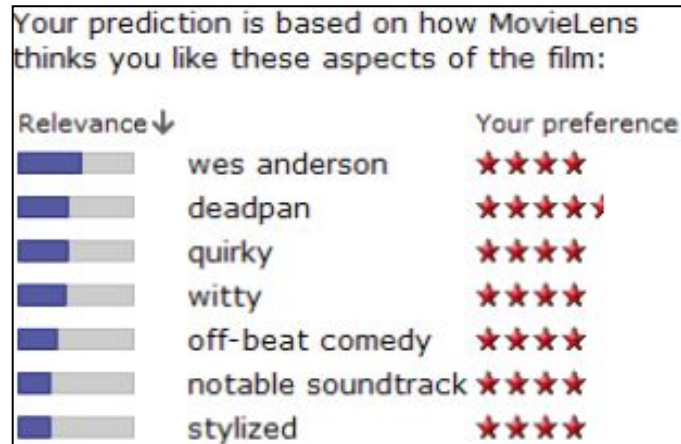 Your prediction is based on how MovieLens
thinks you like these aspects of the film:
Relevance Your preference
wes anderson
deadpan
quirky
witty
off-beat comedy
notable soundtrack
stylized